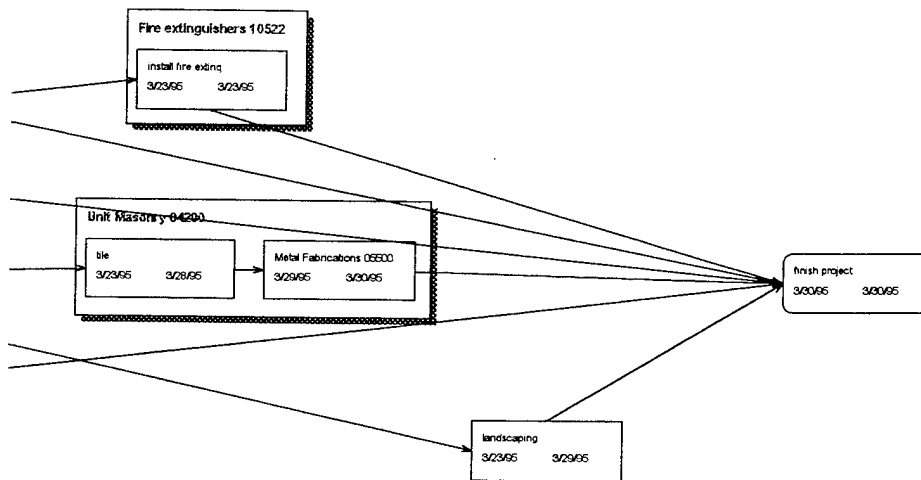 Fire extinguishers 10522
install fire exting
3/23/95 3/23/95
Unit Masonry 04200
tile
3/23/95 3/28/95
Metal Fabrications 05500
3/29/95 3/30/95
finish project
3/30/95 3/30/95
landscaping
3/23/95 3/29/95